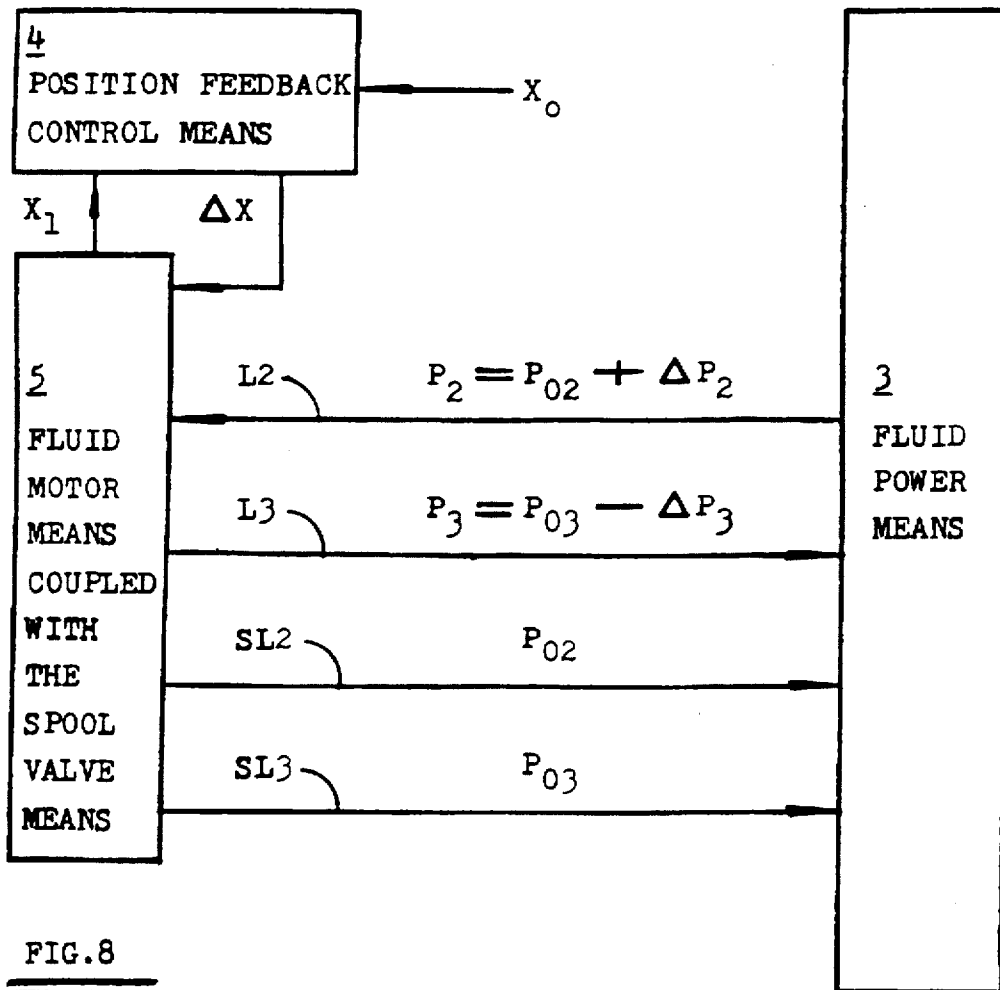 4
POSITION FEEDBACK
CONTROL MEANS
X₀
X₁
ΔX
5
FLUID
MOTOR
MEANS
COUPLED
WITH
THE
SPOOL
VALVE
MEANS
L2
P₂ = P₀₂ + ΔP₂
L3
P₃ = P₀₃ − ΔP₃
SL2
P₀₂
SL3
P₀₃
3
FLUID
POWER
MEANS
FIG.8